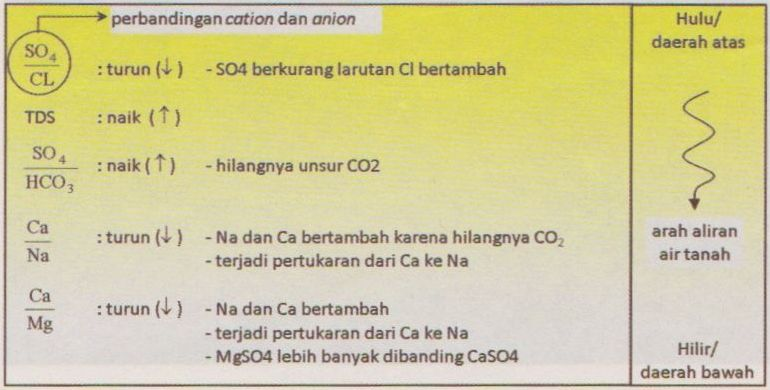 perbandingan cation dan anion
SO4
CL
: turun (↓) - SO4 berkurang larutan Cl bertambah
TDS : naik (↑)
SO4
HCO3
: naik (↑) - hilangnya unsur CO2
Ca
Na
: turun (↓) - Na dan Ca bertambah karena hilangnya CO2
- terjadi pertukaran dari Ca ke Na
Ca
Mg
: turun (↓) - Na dan Ca bertambah
- terjadi pertukaran dari Ca ke Na
- MgSO4 lebih banyak dibanding CaSO4
Hulu/
daerah atas
arah aliran
air tanah
Hilir/
daerah bawah